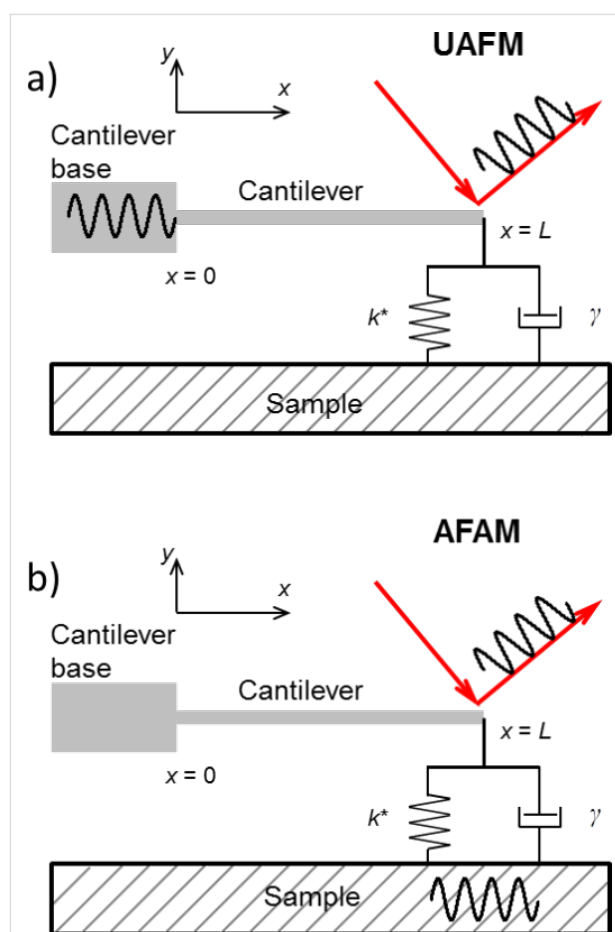 UAFM
a)
y
x
Cantilever
base
Cantilever
x = L
x = 0
k*
γ
Sample
AFAM
b)
y
x
Cantilever
base
Cantilever
x = L
x = 0
k*
γ
Sample